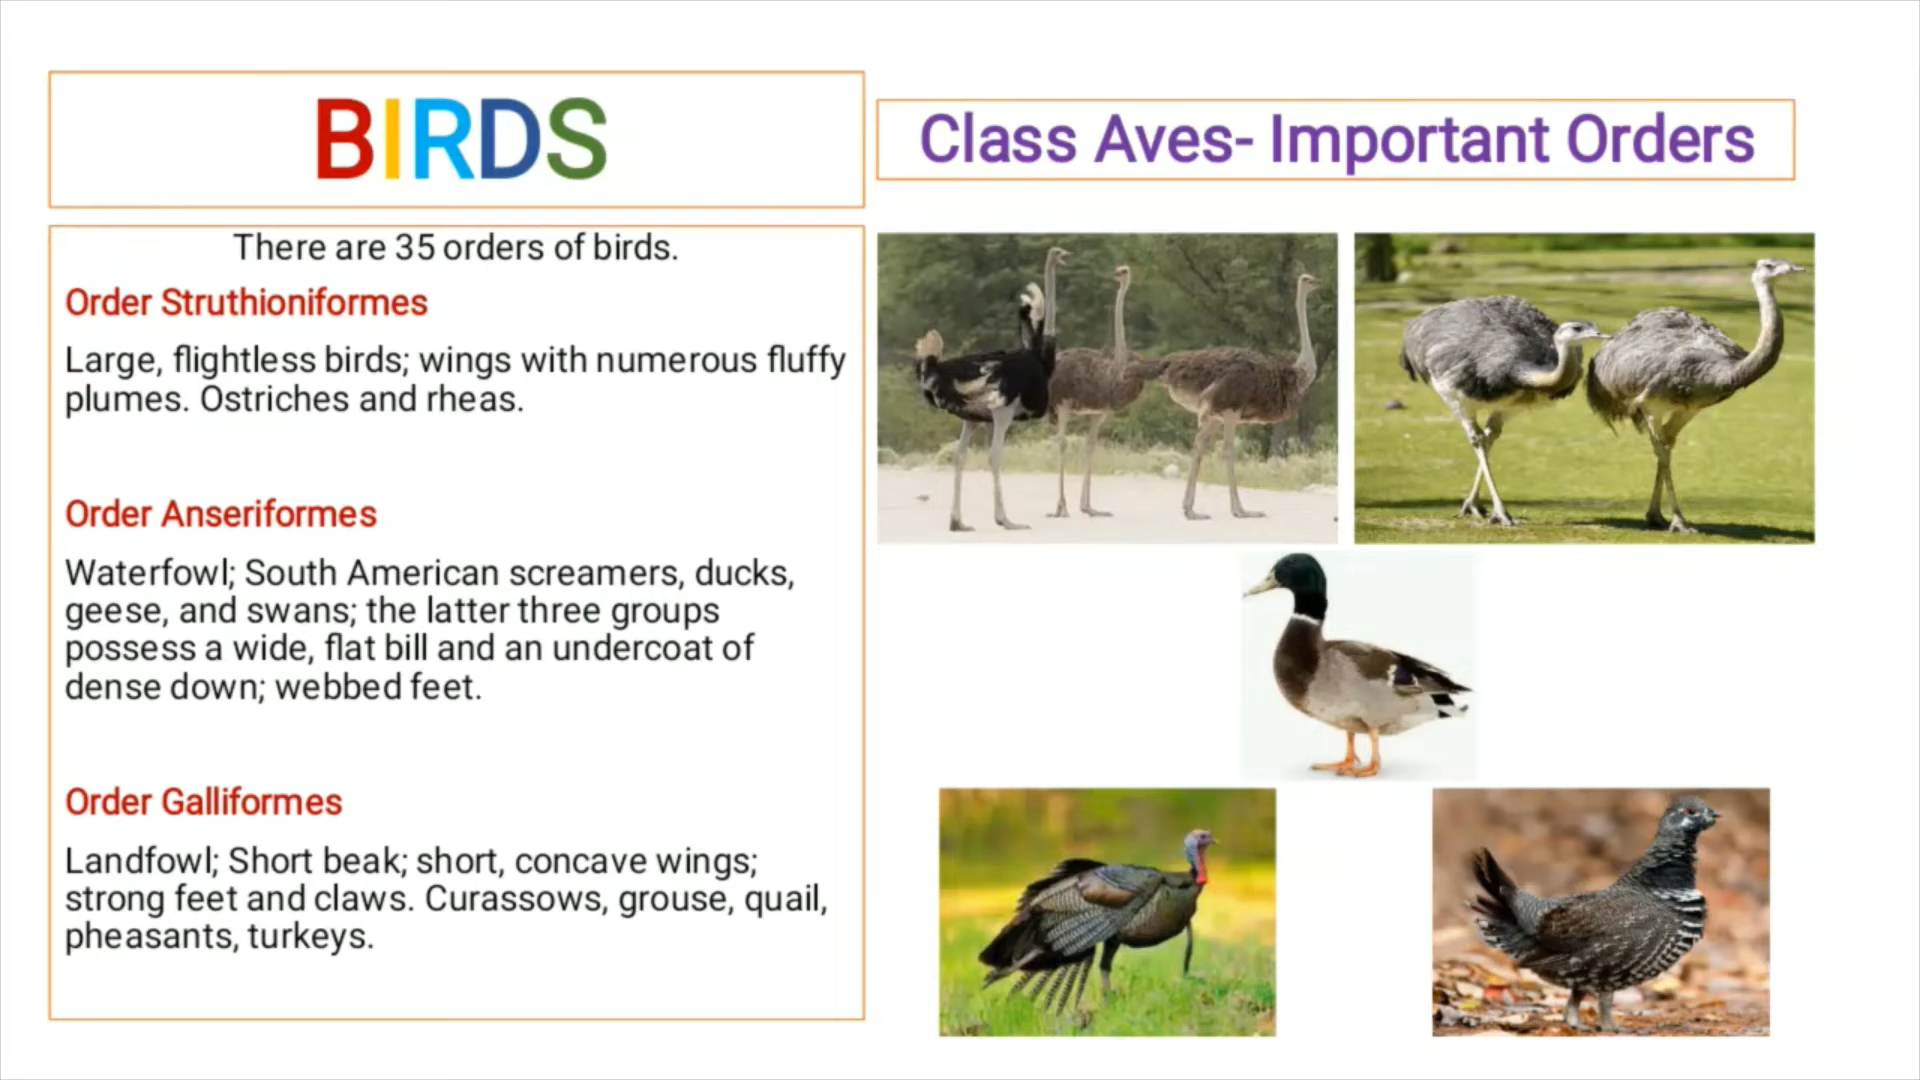 BIRDS
Class Aves- Important Orders
There are 35 orders of birds.
Order Struthioniformes
Large, flightless birds; wings with numerous fluffy
plumes. Ostriches and rheas.
Order Anseriformes
Waterfowl; South American screamers, ducks,
geese, and swans; the latter three groups
possess a wide, flat bill and an undercoat of
dense down; webbed feet.
Order Galliformes
Landfowl; Short beak; short, concave wings;
strong feet and claws. Curassows, grouse, quail,
pheasants, turkeys.